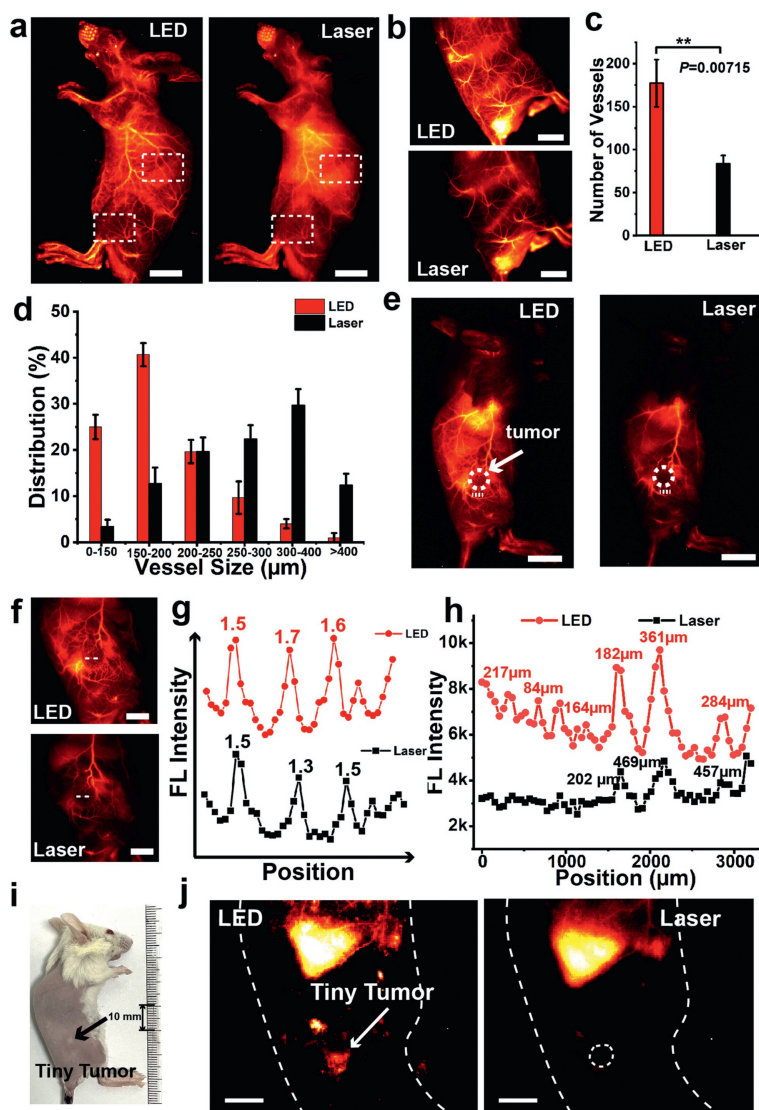 a
LED
Laser
b
LED
Laser
c
**
P=0.00715
Number of Vessels
200
150
100
50
0
LED
Laser
d
LED
Laser
Distribution (%)
50
40
30
20
10
0
0-150
150-200
200-250
250-300
300-400
>400
Vessel Size (μm)
e
LED
Laser
tumor
f
LED
Laser
g
1.5
1.7
1.6
LED
1.5
1.3
1.5
Laser
FL Intensity
Position
h
LED
Laser
10k
8k
6k
4k
2k
FL Intensity
217μm
84μm
164μm
182μm
361μm
284μm
202 μm
469μm
457μm
0
1000
2000
3000
Position (μm)
i
10 mm
Tiny Tumor
j
LED
Laser
Tiny Tumor